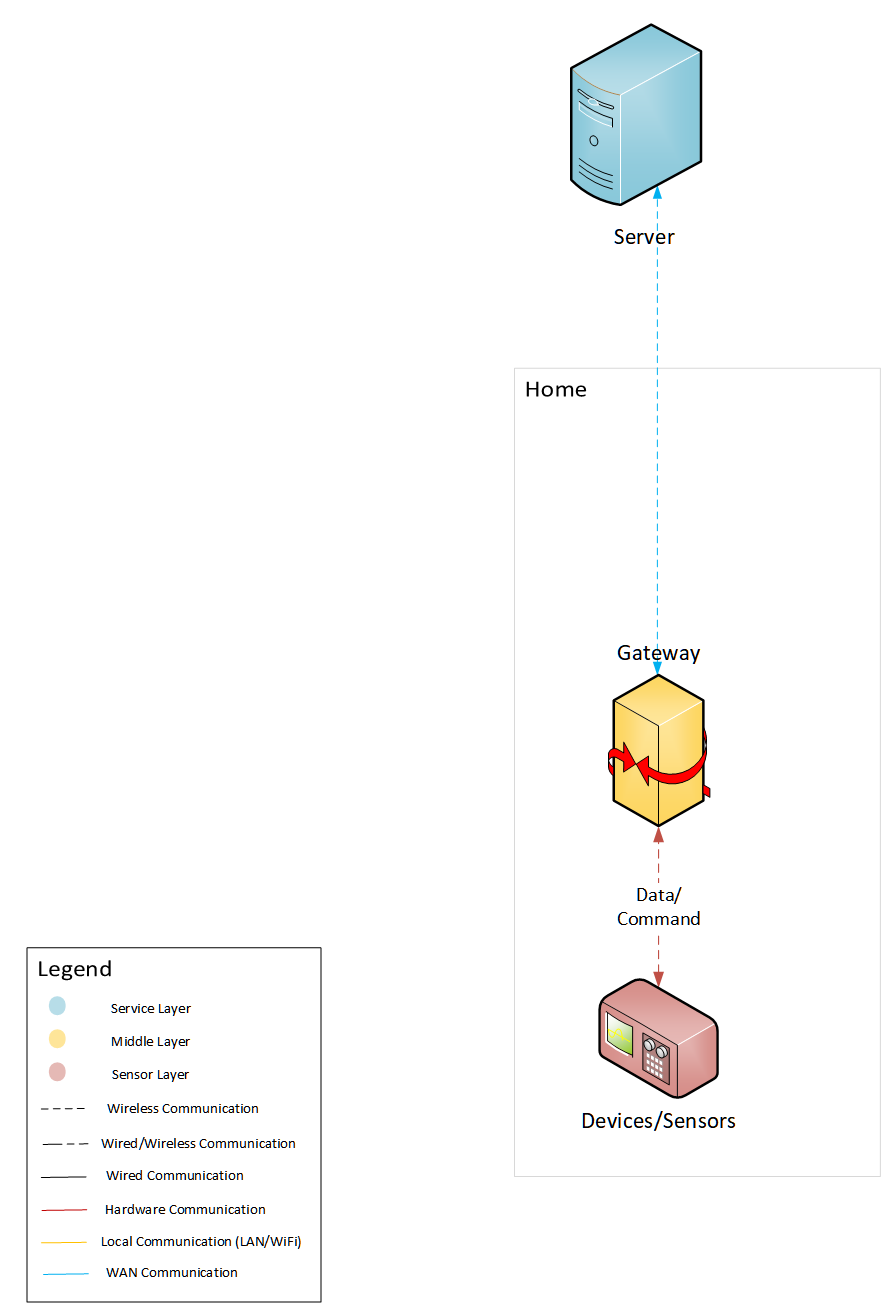 Server
Home
Gateway
Data/
Command
Devices/Sensors
Legend
Service Layer
Middle Layer
Sensor Layer
Wireless Communication
Wired/Wireless Communication
Wired Communication
Hardware Communication
Local Communication (LAN/WiFi)
WAN Communication